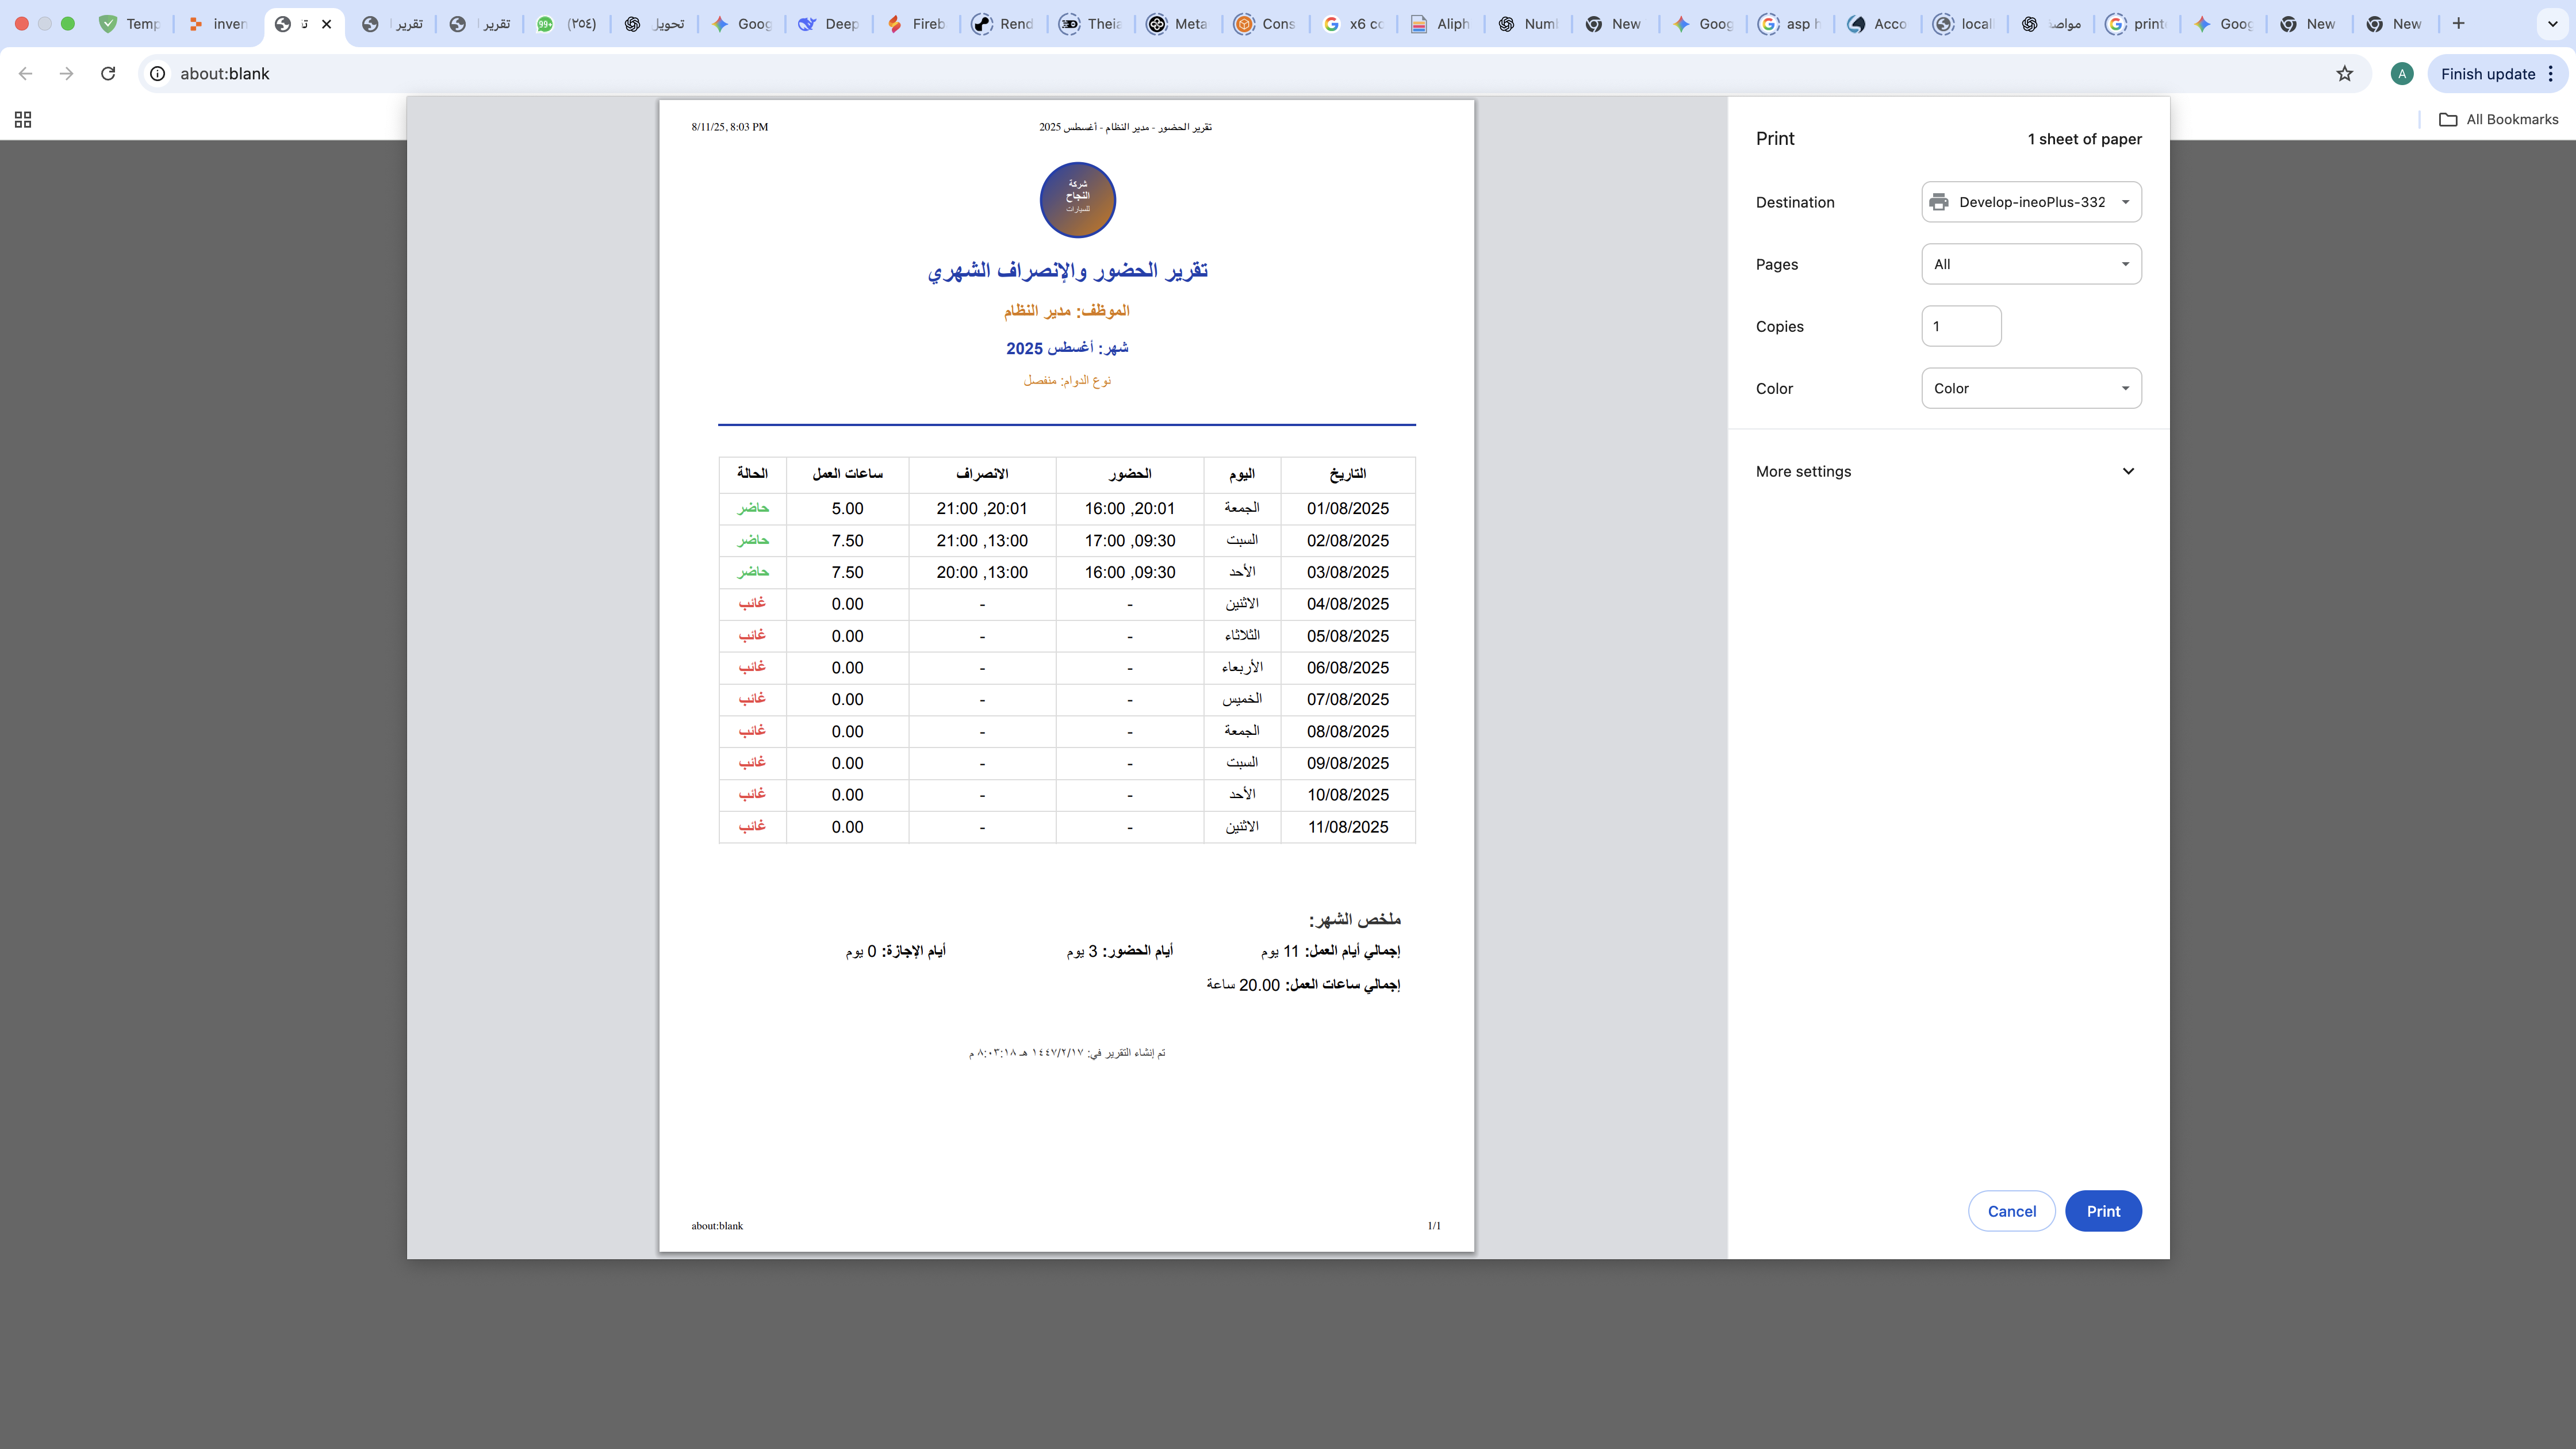 Temp
inver
تق
تقرير ا
تقرير ا
99+
(٢٥٤)
تحويل
Goog
Deep
Fireb
Rend
Theia
Meta
Cons
x6 cc
Aliph
Numl
New
Goog
asp h
Acco
locall
مواصة
print
Goog
New
New
about:blank
A
Finish update
All Bookmarks
8/11/25, 8:03 PM
تقرير الحضور - مدير النظام - أغسطس 2025
شركة
النجاح
للسيارات
تقرير الحضور والإنصراف الشهري
الموظف: مدير النظام
شهر: أغسطس 2025
نوع الدوام: منفصل
التاريخ اليوم الحضور الانصراف ساعات العمل الحالة
01/08/2025 الجمعة 16:00 ,20:01 21:00 ,20:01 5.00 حاضر
02/08/2025 السبت 17:00 ,09:30 21:00 ,13:00 7.50 حاضر
03/08/2025 الأحد 16:00 ,09:30 20:00 ,13:00 7.50 حاضر
04/08/2025 الاثنين - - 0.00 غائب
05/08/2025 الثلاثاء - - 0.00 غائب
06/08/2025 الأربعاء - - 0.00 غائب
07/08/2025 الخميس - - 0.00 غائب
08/08/2025 الجمعة - - 0.00 غائب
09/08/2025 السبت - - 0.00 غائب
10/08/2025 الأحد - - 0.00 غائب
11/08/2025 الاثنين - - 0.00 غائب
ملخص الشهر:
إجمالي أيام العمل: 11 يوم أيام الحضور: 3 يوم أيام الإجازة: 0 يوم
إجمالي ساعات العمل: 20.00 ساعة
تم إنشاء التقرير في: ١٤٤٧/٢/١٧ هـ ٨:٠٣:١٨ م
about:blank
1/1
Print
1 sheet of paper
Destination
Develop-ineoPlus-332
Pages
All
Copies
1
Color
Color
More settings
Cancel
Print